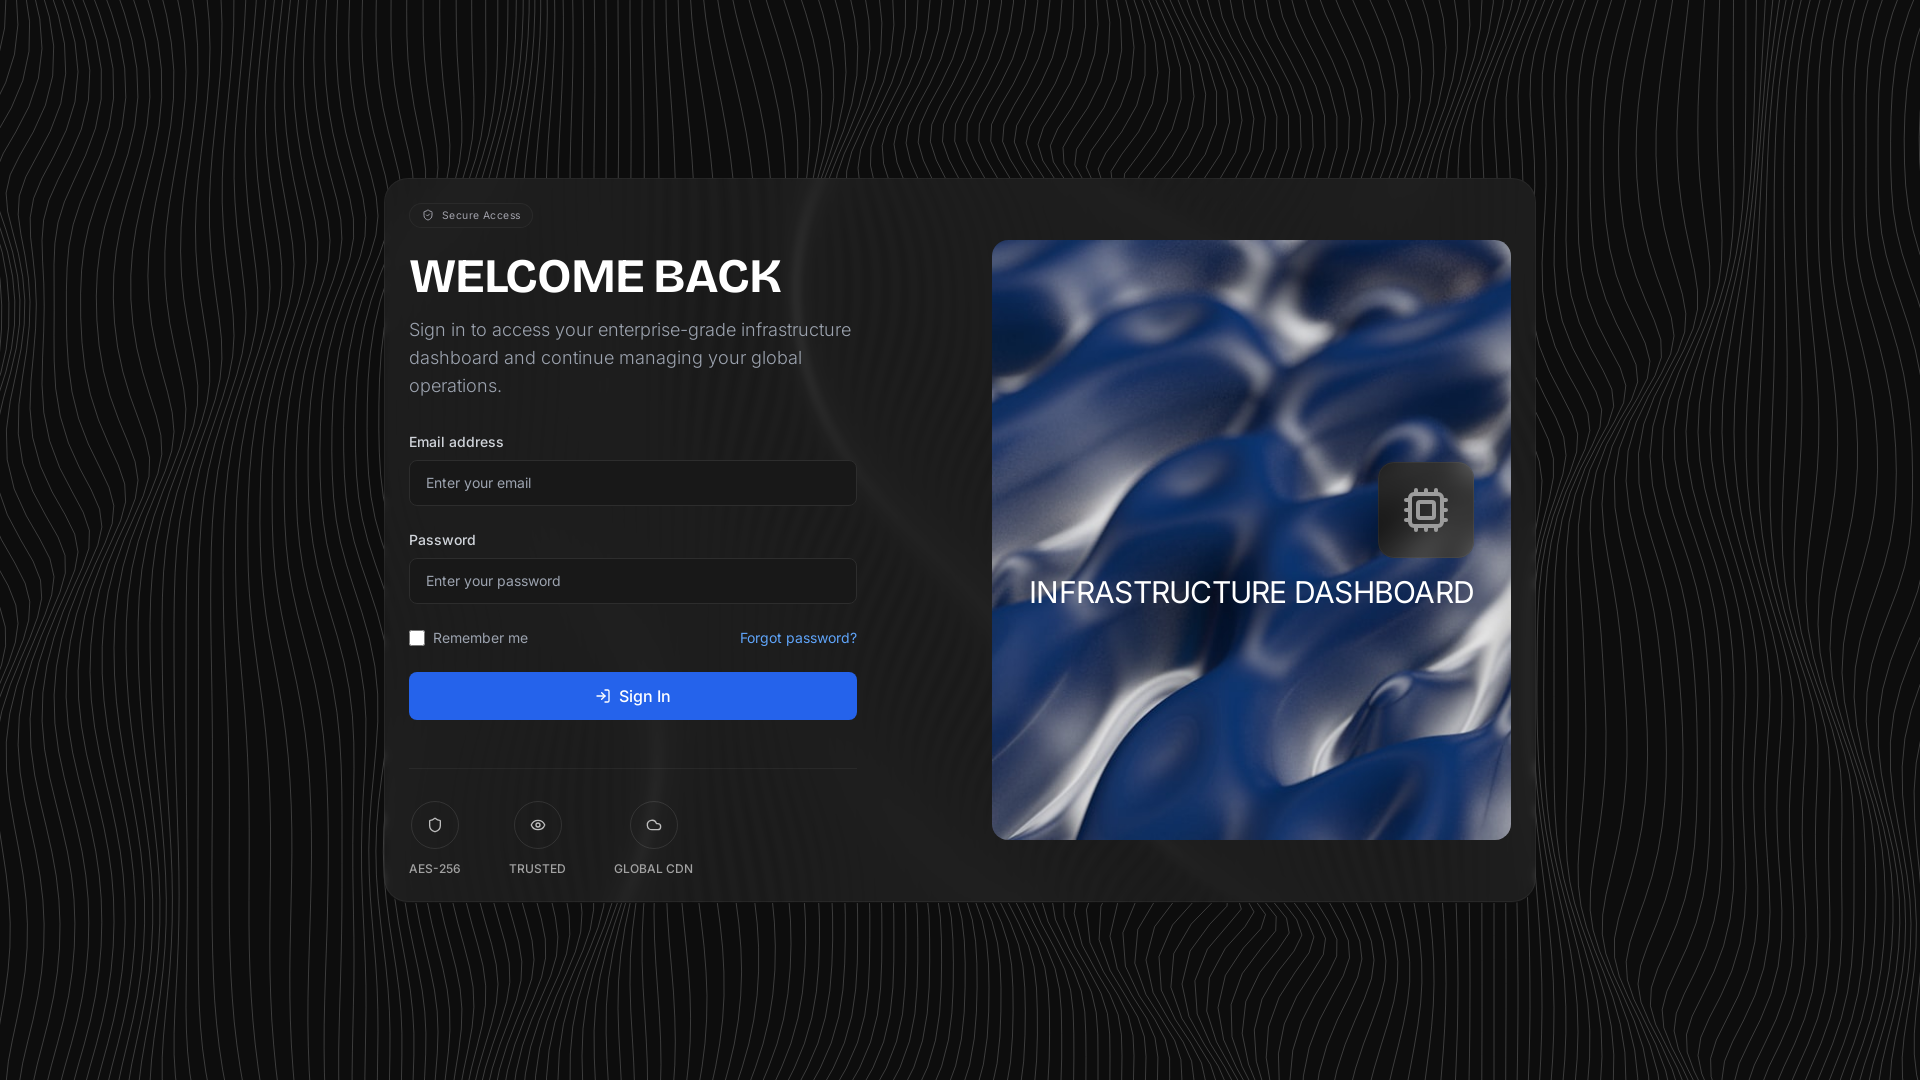 Secure Access
WELCOME BACK
Sign in to access your enterprise-grade infrastructure
dashboard and continue managing your global
operations.
Email address
Enter your email
Password
Enter your password
Remember me
Forgot password?
Sign In
AES-256
TRUSTED
GLOBAL CDN
INFRASTRUCTURE DASHBOARD